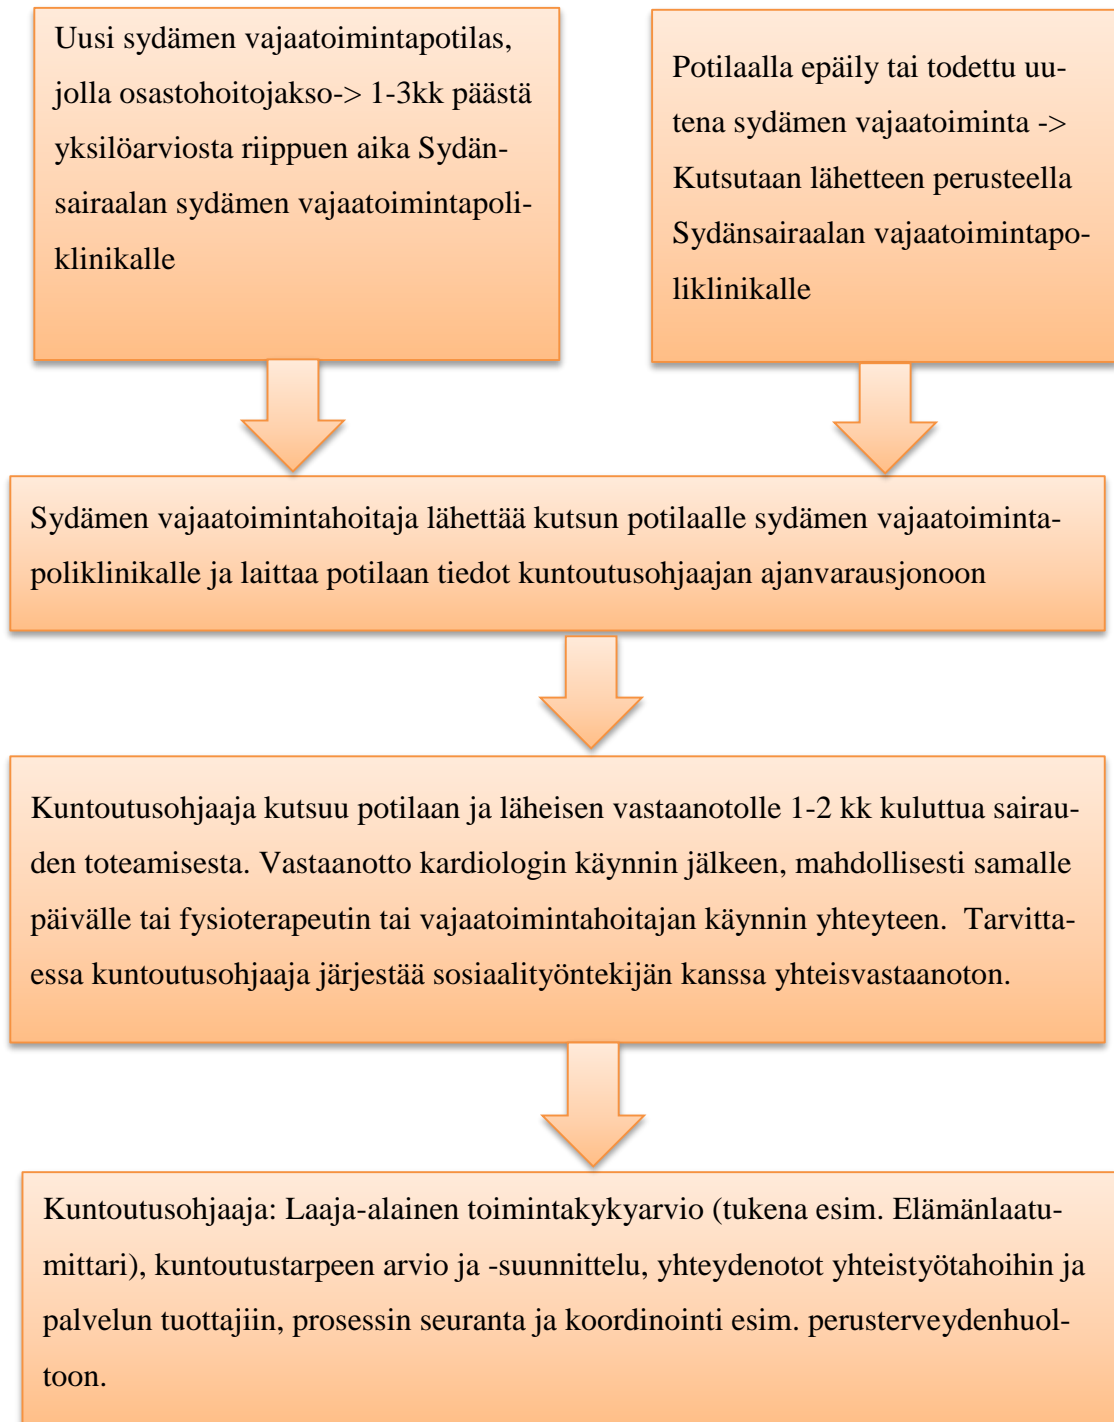 Uusi sydämen vajaatoimintapotilas,
jolla osastohoitojakso-> 1-3kk päästä
yksilöarviosta riippuen aika Sydän-
sairaalan sydämen vajaatoimintapoli-
klinikalle
Potilaalla epäily tai todettu uu-
tena sydämen vajaatoiminta ->
Kutsutaan lähetteen perusteella
Sydänsairaalan vajaatoimintapo-
liklinikalle
Sydämen vajaatoimintahoitaja lähettää kutsun potilaalle sydämen vajaatoiminta-
poliklinikalle ja laittaa potilaan tiedot kuntoutusohjaajan ajanvarausjonoon
Kuntoutusohjaaja kutsuu potilaan ja läheisen vastaanotolle 1-2 kk kuluttua sairau-
den toteamisesta. Vastaanotto kardiologin käynnin jälkeen, mahdollisesti samalle
päivälle tai fysioterapeutin tai vajaatoimintahoitajan käynnin yhteyteen.  Tarvitta-
essa kuntoutusohjaaja järjestää sosiaalityöntekijän kanssa yhteisvastaanoton.
Kuntoutusohjaaja: Laaja-alainen toimintakykyarvio (tukena esim. Elämänlaatu-
mittari), kuntoutustarpeen arvio ja -suunnittelu, yhteydenotot yhteistyötahoihin ja
palvelun tuottajiin, prosessin seuranta ja koordinointi esim. perusterveydenhuol-
toon.